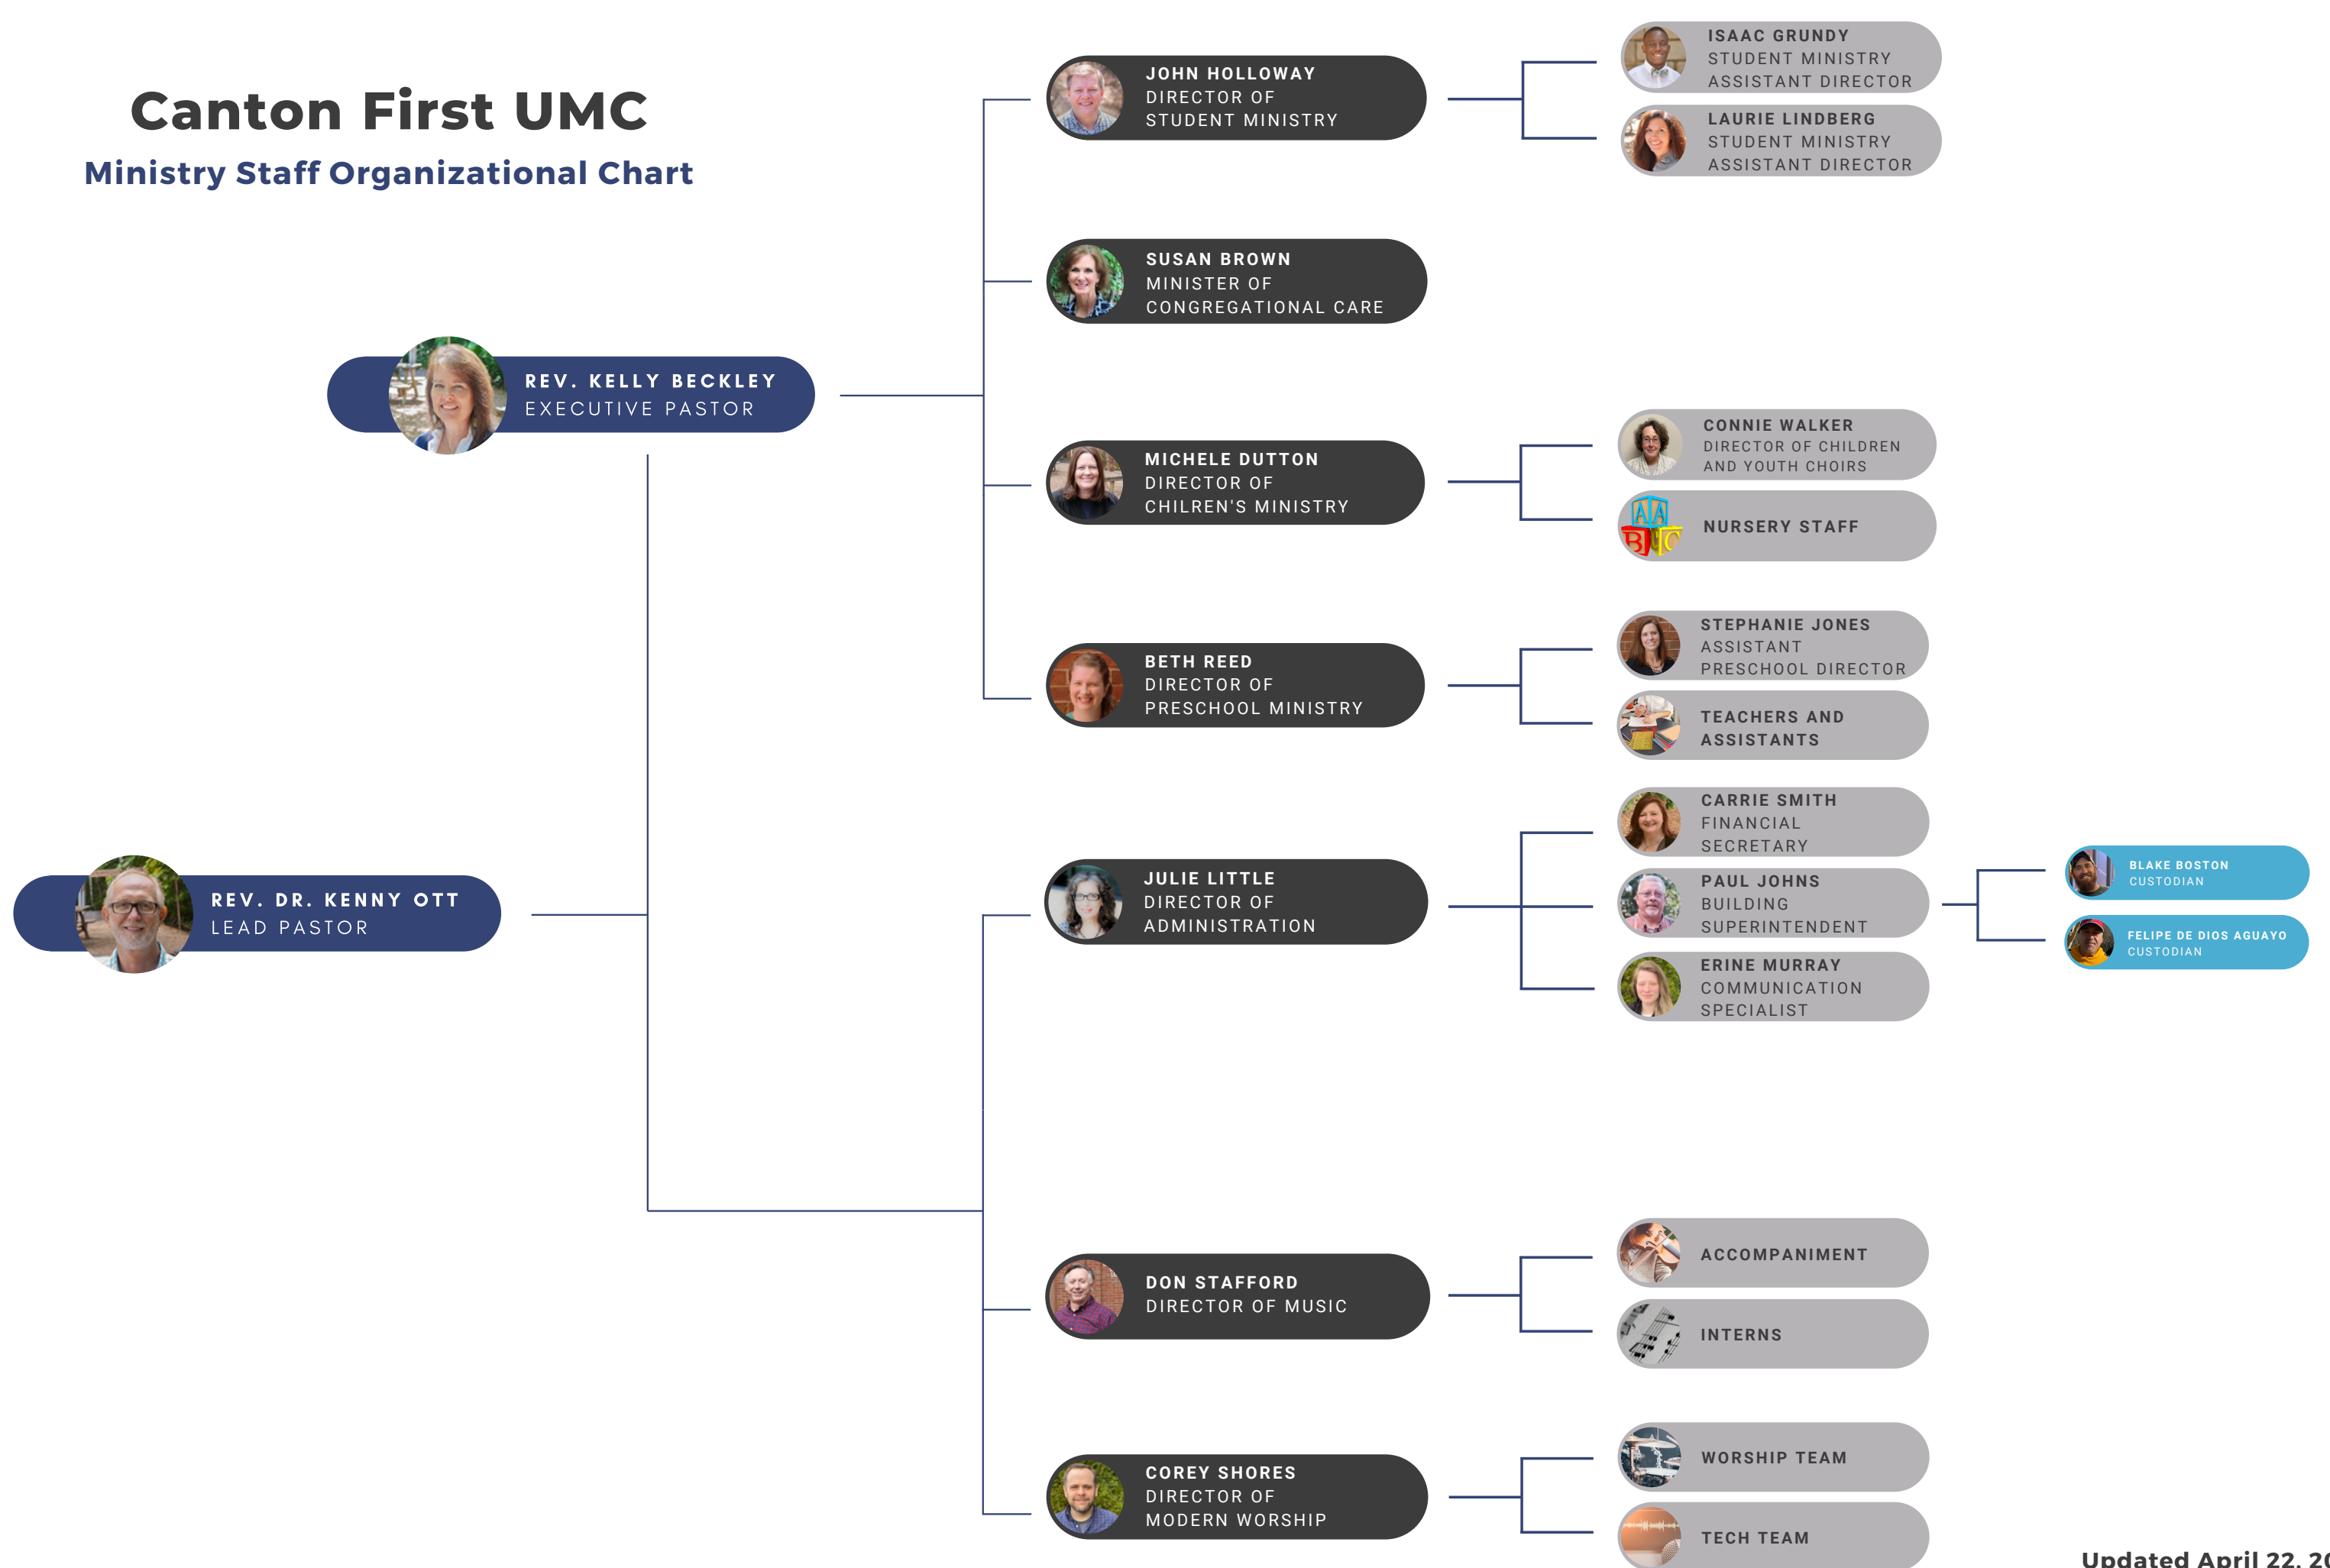 Canton First UMC
Ministry Staff Organizational Chart
REV. KELLY BECKLEY
EXECUTIVE PASTOR
REV. DR. KENNY OTT
LEAD PASTOR
JOHN HOLLOWAY
DIRECTOR OF
STUDENT MINISTRY
ISAAC GRUNDY
STUDENT MINISTRY
ASSISTANT DIRECTOR
LAURIE LINDBERG
STUDENT MINISTRY
ASSISTANT DIRECTOR
SUSAN BROWN
MINISTER OF
CONGREGATIONAL CARE
MICHELE DUTTON
DIRECTOR OF
CHILREN'S MINISTRY
CONNIE WALKER
DIRECTOR OF CHILDREN
AND YOUTH CHOIRS
NURSERY STAFF
BETH REED
DIRECTOR OF
PRESCHOOL MINISTRY
STEPHANIE JONES
ASSISTANT
PRESCHOOL DIRECTOR
TEACHERS AND
ASSISTANTS
JULIE LITTLE
DIRECTOR OF
ADMINISTRATION
CARRIE SMITH
FINANCIAL
SECRETARY
PAUL JOHNS
BUILDING
SUPERINTENDENT
BLAKE BOSTON
CUSTODIAN
FELIPE DE DIOS AGUAYO
CUSTODIAN
ERINE MURRAY
COMMUNICATION
SPECIALIST
DON STAFFORD
DIRECTOR OF MUSIC
ACCOMPANIMENT
INTERNS
COREY SHORES
DIRECTOR OF
MODERN WORSHIP
WORSHIP TEAM
TECH TEAM
Updated April 22,